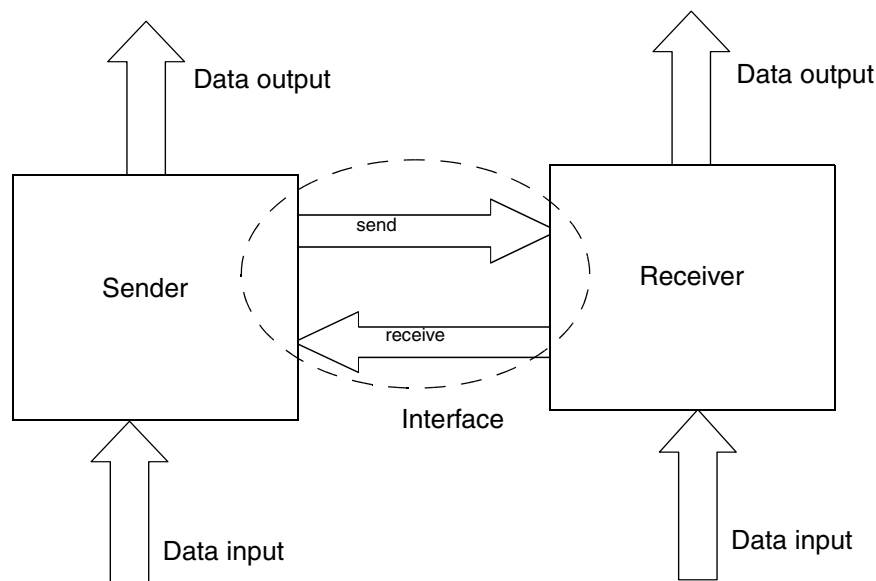 Data output
Data output
send
Sender
Receiver
receive
Interface
Data input
Data input